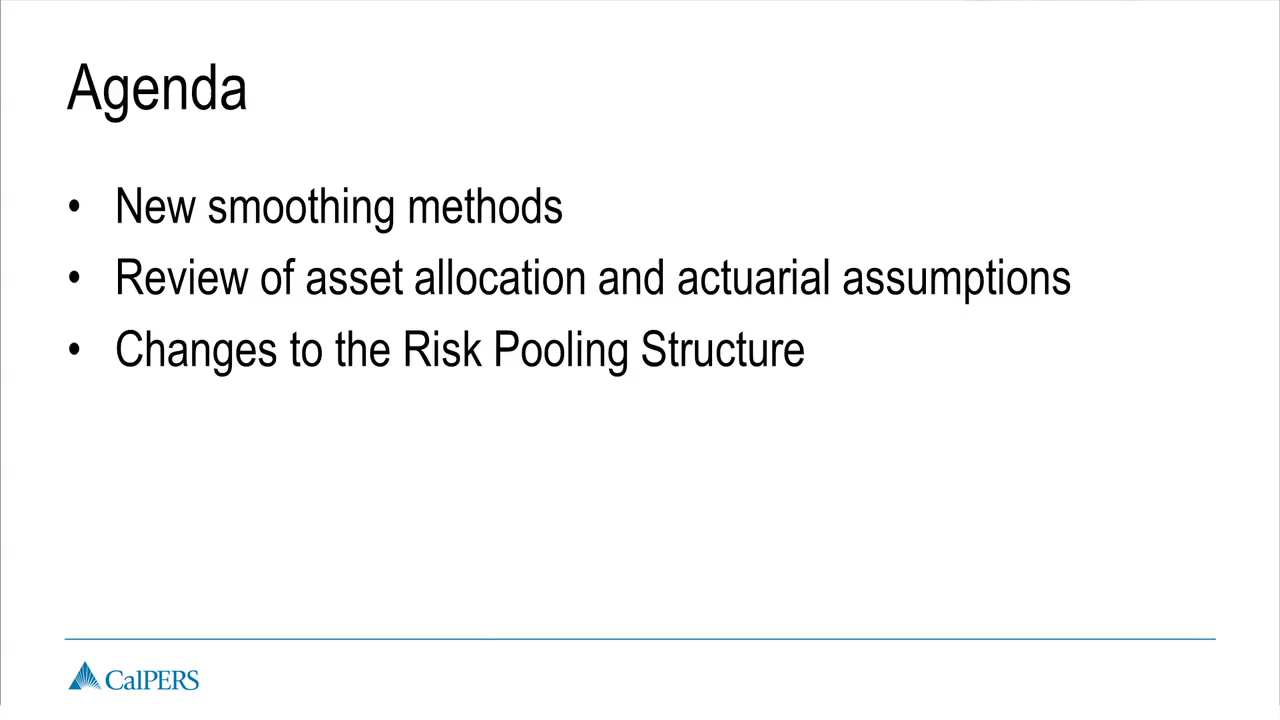 Agenda
• New smoothing methods
• Review of asset allocation and actuarial assumptions
• Changes to the Risk Pooling Structure
CalPERS